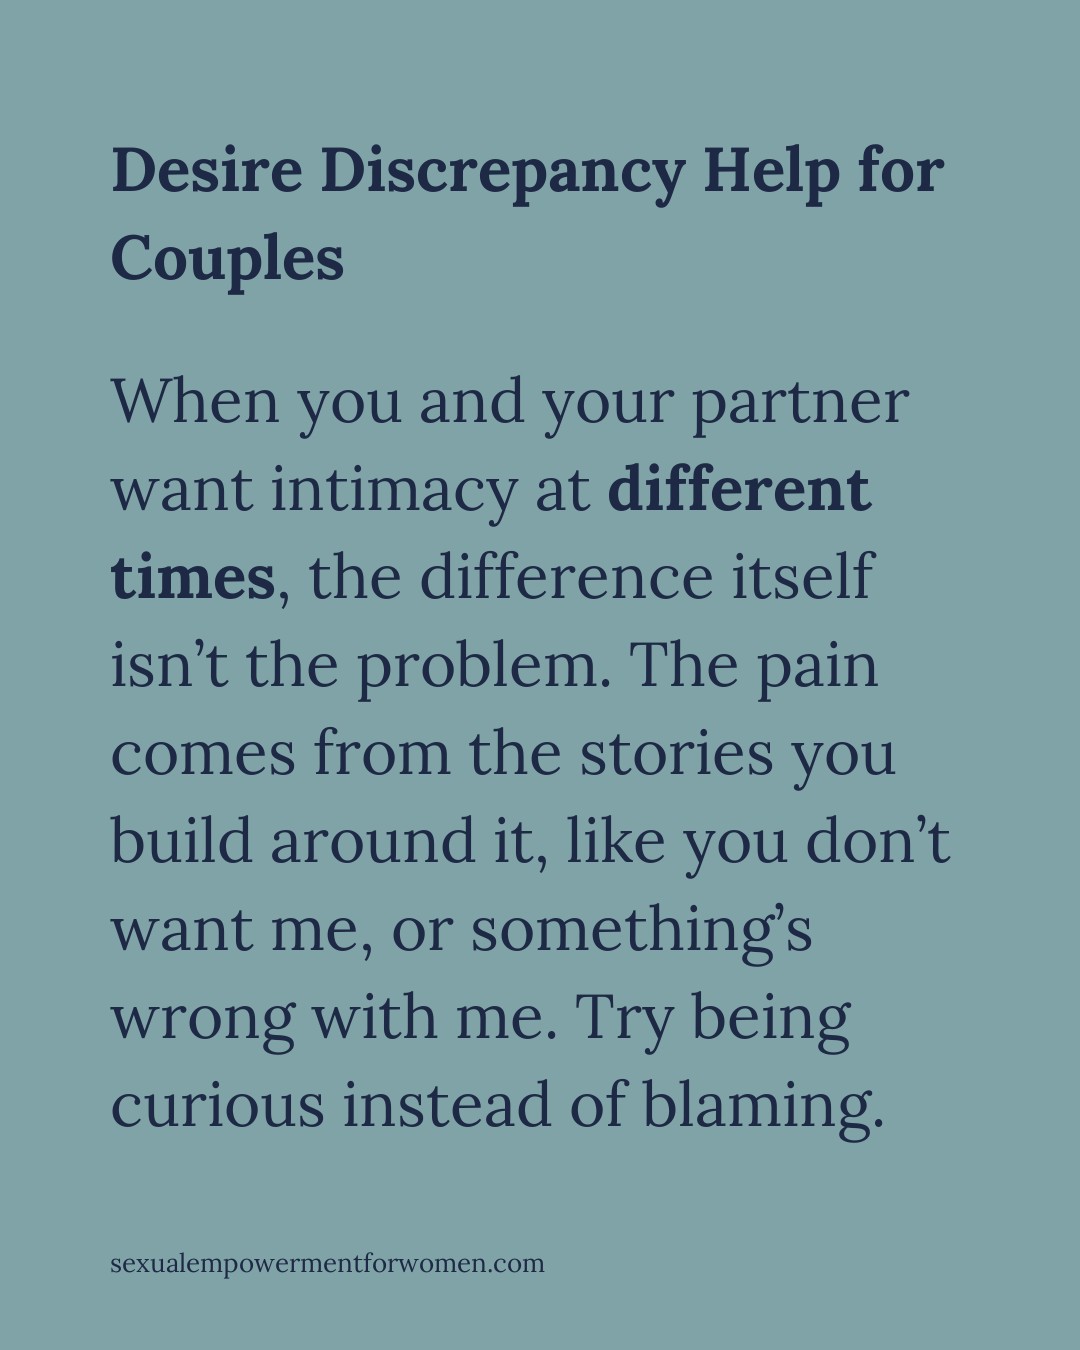 Desire Discrepancy Help for
Couples
When you and your partner
want intimacy at different
times, the difference itself
isn’t the problem. The pain
comes from the stories you
build around it, like you don’t
want me, or something’s
wrong with me. Try being
curious instead of blaming.
sexualempowermentforwomen.com